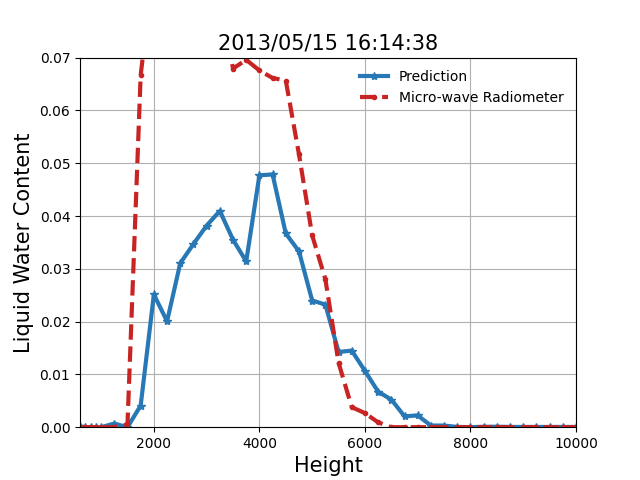 2013/05/15 16:14:38
0.07
0.06
0.05
0.04
0.03
0.02
0.01
0.00
Liquid Water Content
Prediction
Micro-wave Radiometer
2000 4000 6000 8000 10000
Height